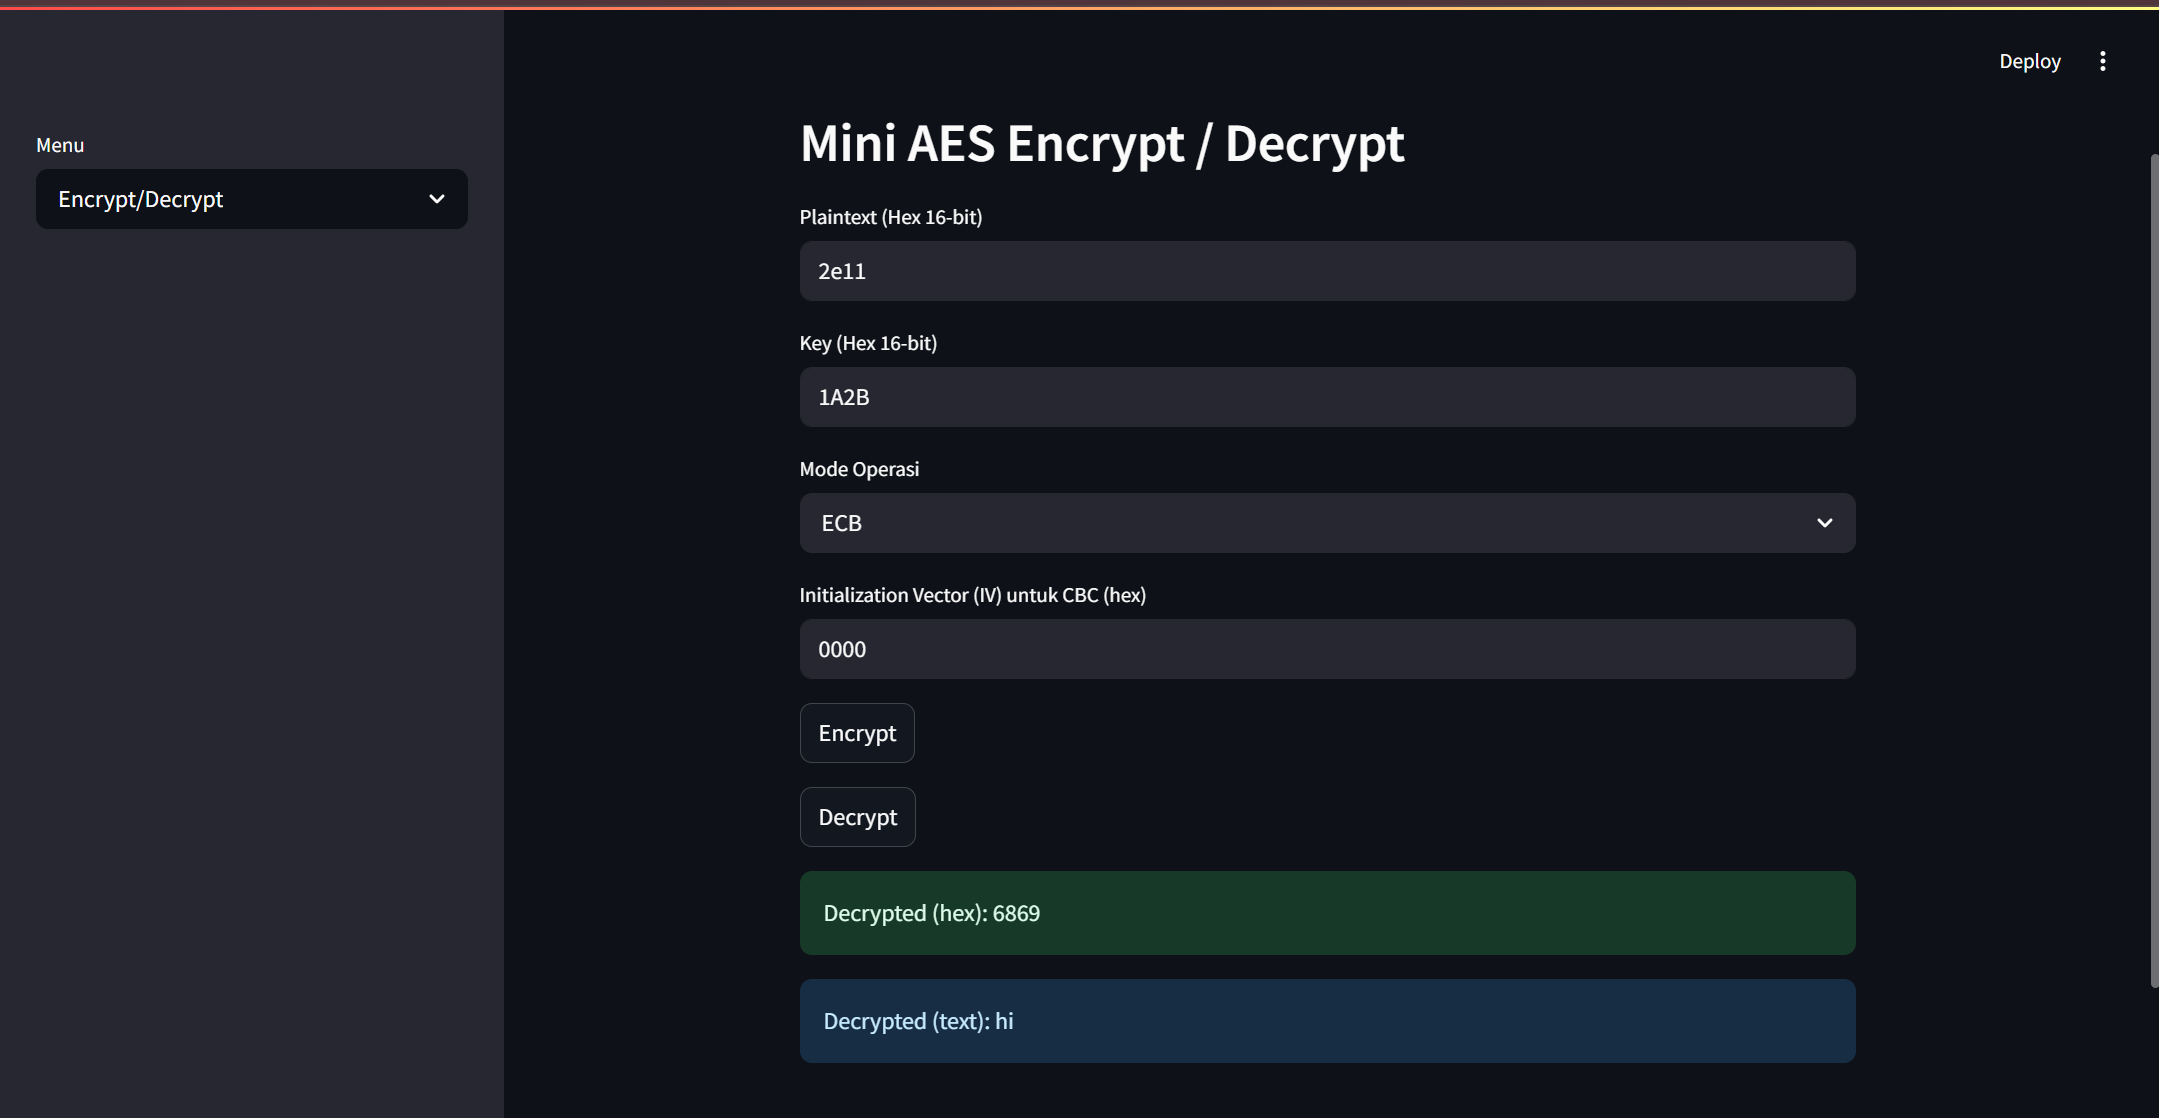 Deploy
Menu
Encrypt/Decrypt
Mini AES Encrypt / Decrypt
Plaintext (Hex 16-bit)
2e11
Key (Hex 16-bit)
1A2B
Mode Operasi
ECB
Initialization Vector (IV) untuk CBC (hex)
0000
Encrypt
Decrypt
Decrypted (hex): 6869
Decrypted (text): hi